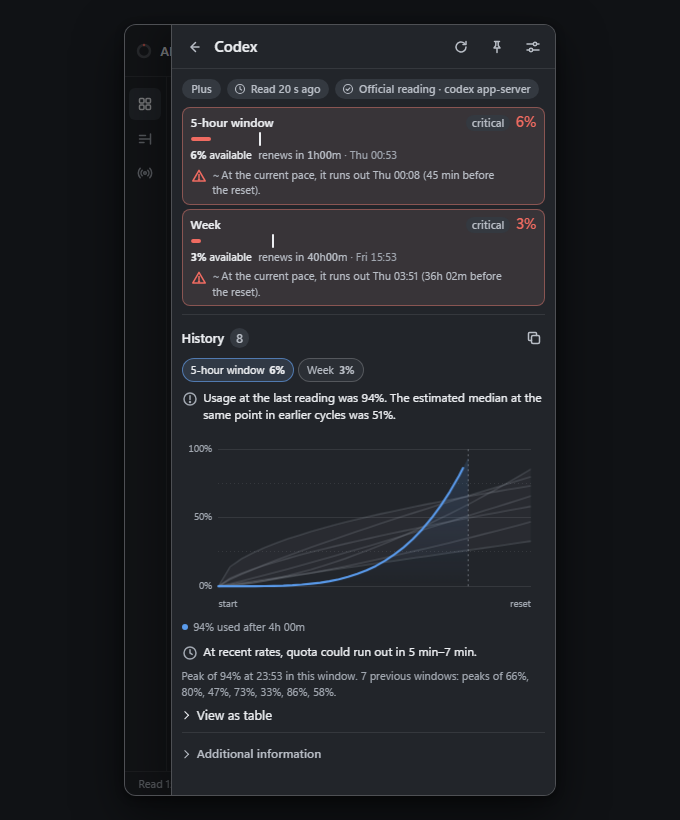 Codex
Plus
Read 20 s ago
Official reading · codex app-server
5-hour window
critical 6%
6% available renews in 1h00m · Thu 00:53
~ At the current pace, it runs out Thu 00:08 (45 min before
the reset).
Week
critical 3%
3% available renews in 40h00m · Fri 15:53
~ At the current pace, it runs out Thu 03:51 (36h 02m before
the reset).
History 8
5-hour window 6%
Week 3%
Usage at the last reading was 94%. The estimated median at the
same point in earlier cycles was 51%.
100%
50%
0%
start
reset
94% used after 4h 00m
At recent rates, quota could run out in 5 min–7 min.
Peak of 94% at 23:53 in this window. 7 previous windows: peaks of 66%,
80%, 47%, 73%, 33%, 86%, 58%.
View as table
Additional information
Read 1